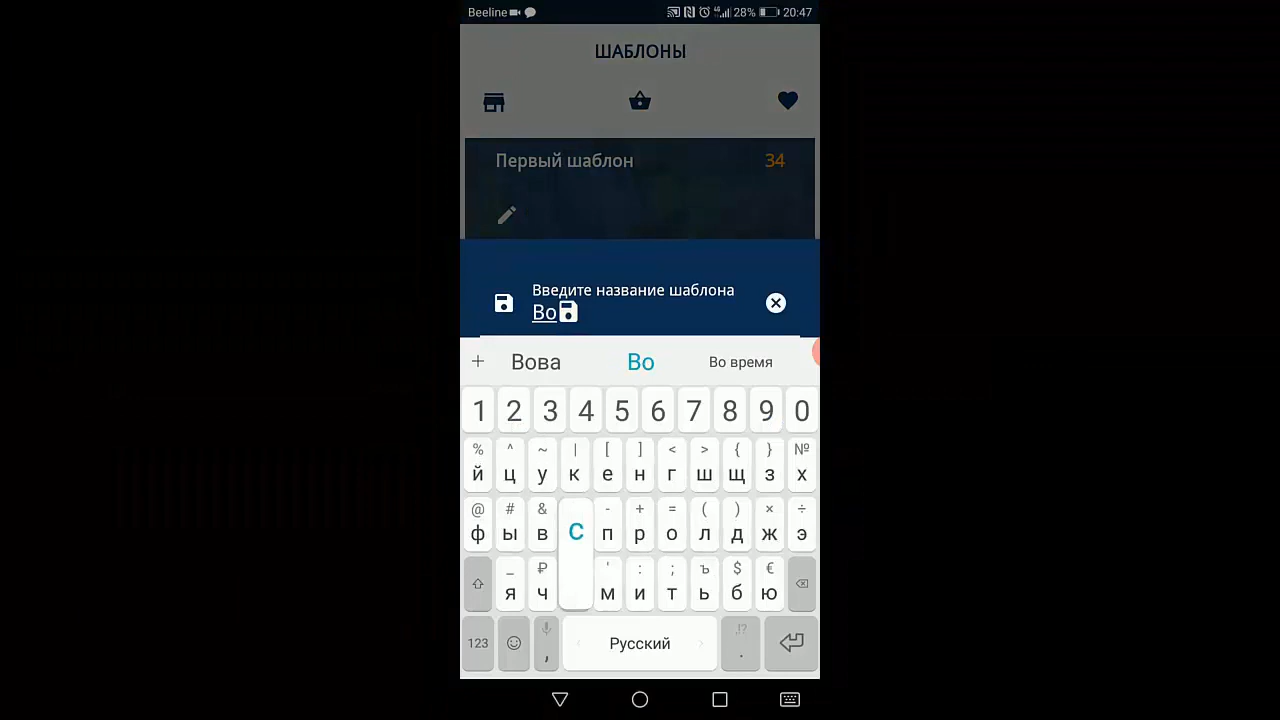 Beeline 28% 20:47
ШАБЛОНЫ
Первый шаблон 34
Введите название шаблона
Во
Вова Во Во время
1 2 3 4 5 6 7 8 9 0
% ^ ~ | [ ] < > { } №
й ц у к е н г ш щ з х
@ # & - + = ( ) × ÷
ф ы в с п р о л д ж э
_ ₽ ' : ; ъ $ €
я ч м и т ь б ю
123 , Русский ,!? .